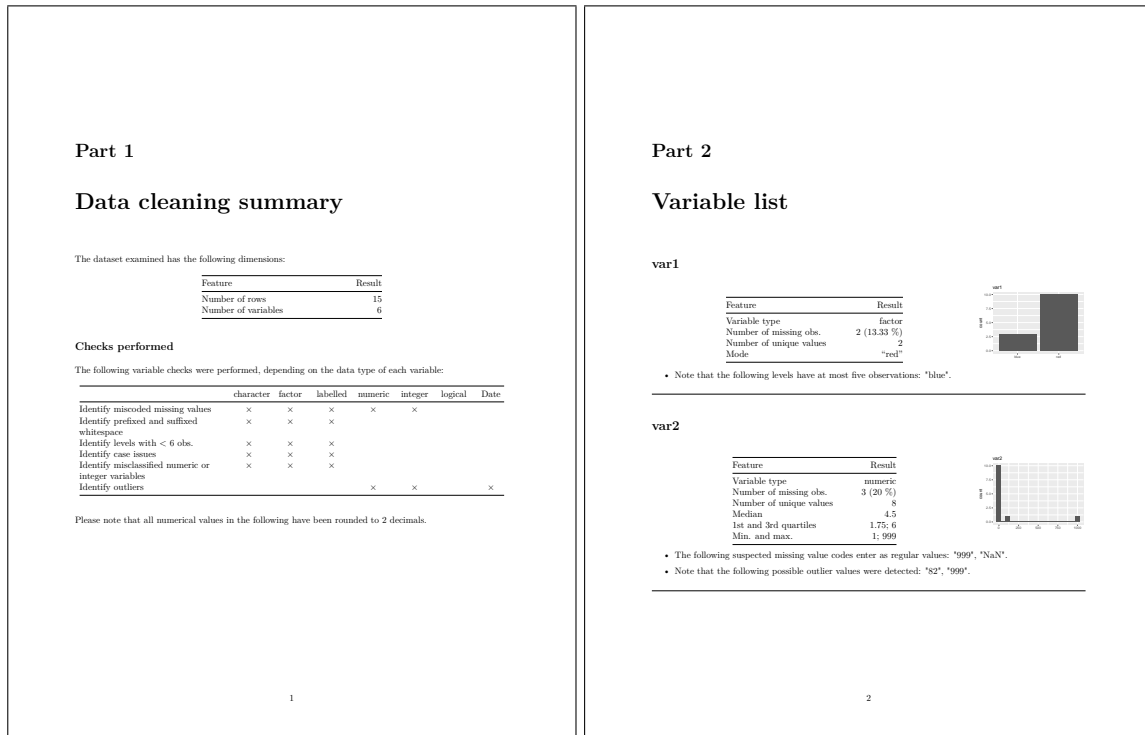 Part 1
Data cleaning summary
The dataset examined has the following dimensions:
Feature Result
Number of rows 15
Number of variables 6
Checks performed
The following variable checks were performed, depending on the data type of each variable:
character factor labelled numeric integer logical Date
Identify miscoded missing values × × × × ×
Identify prefixed and suffixed × × ×
whitespace
Identify levels with < 6 obs. × × ×
Identify case issues × × ×
Identify misclassified numeric or × × ×
integer variables
Identify outliers × × ×
Please note that all numerical values in the following have been rounded to 2 decimals.
1
Part 2
Variable list
var1
Feature Result
Variable type factor
Number of missing obs. 2 (13.33 %)
Number of unique values 2
Mode “red”
var1
• Note that the following levels have at most five observations: "blue".
var2
Feature Result
Variable type numeric
Number of missing obs. 3 (20 %)
Number of unique values 8
Median 4.5
1st and 3rd quartiles 1.75; 6
Min. and max. 1; 999
var2
• The following suspected missing value codes enter as regular values: "999", "NaN".
• Note that the following possible outlier values were detected: "82", "999".
2